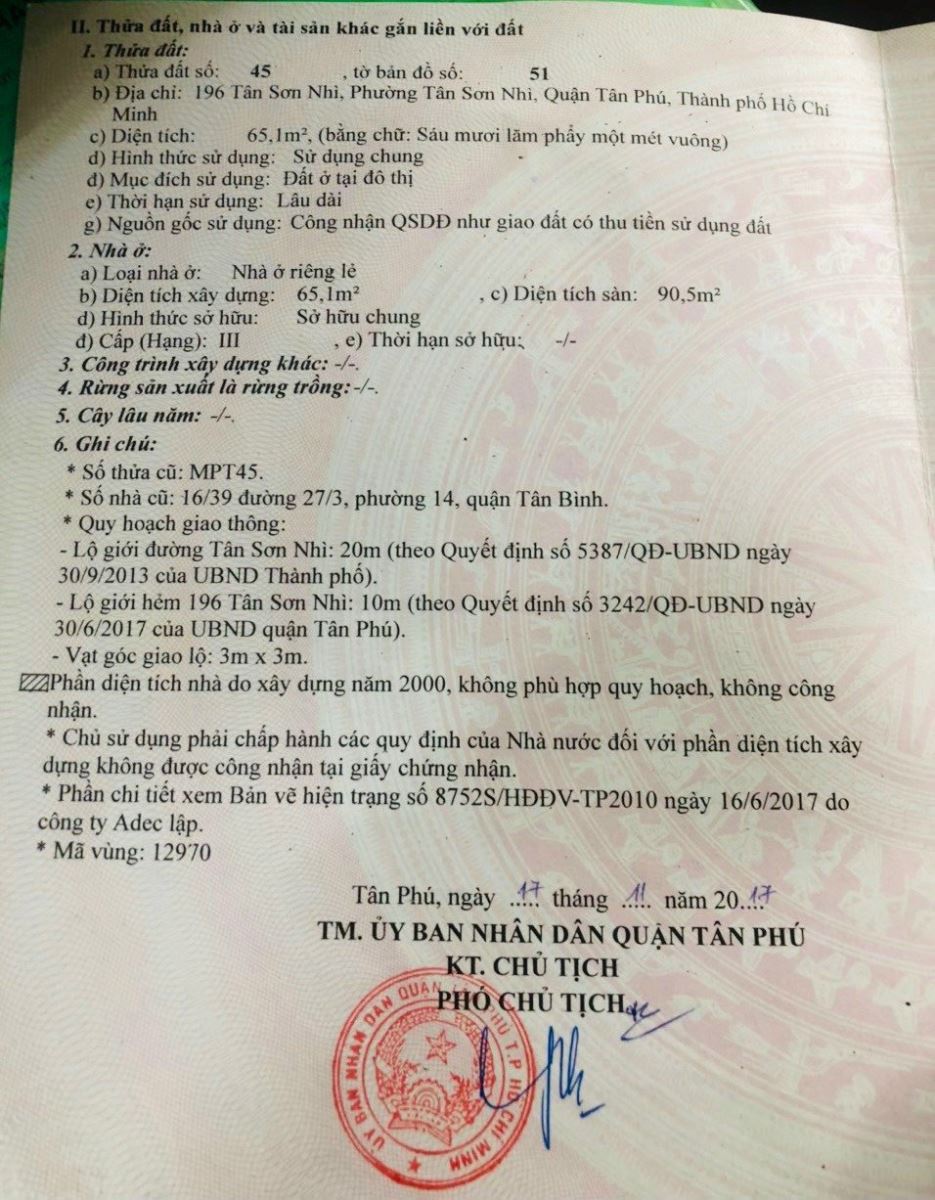 II. Thửa đất, nhà ở và tài sản khác gắn liền với đất
1. Thửa đất:
a) Thửa đất số: 45 , tờ bản đồ số: 51
b) Địa chỉ: 196 Tân Sơn Nhì, Phường Tân Sơn Nhì, Quận Tân Phú, Thành phố Hồ Chí
Minh
c) Diện tích: 65,1m², (bằng chữ: Sáu mươi lăm phẩy một mét vuông)
d) Hình thức sử dụng: Sử dụng chung
đ) Mục đích sử dụng: Đất ở tại đô thị
e) Thời hạn sử dụng: Lâu dài
g) Nguồn gốc sử dụng: Công nhận QSDĐ như giao đất có thu tiền sử dụng đất
2. Nhà ở:
a) Loại nhà ở: Nhà ở riêng lẻ
b) Diện tích xây dựng: 65,1m² , c) Diện tích sàn: 90,5m²
d) Hình thức sở hữu: Sở hữu chung
đ) Cấp (Hạng): III , e) Thời hạn sở hữu: -/-
3. Công trình xây dựng khác: -/-.
4. Rừng sản xuất là rừng trồng: -/-.
5. Cây lâu năm: -/-.
6. Ghi chú:
* Số thửa cũ: MPT45.
* Số nhà cũ: 16/39 đường 27/3, phường 14, quận Tân Bình.
* Quy hoạch giao thông:
- Lộ giới đường Tân Sơn Nhì: 20m (theo Quyết định số 5387/QĐ-UBND ngày
30/9/2013 của UBND Thành phố).
- Lộ giới hẻm 196 Tân Sơn Nhì: 10m (theo Quyết định số 3242/QĐ-UBND ngày
30/6/2017 của UBND quận Tân Phú).
- Vạt góc giao lộ: 3m x 3m.
Phần diện tích nhà do xây dựng năm 2000, không phù hợp quy hoạch, không công
nhận.
* Chủ sử dụng phải chấp hành các quy định của Nhà nước đối với phần diện tích xây
dựng không được công nhận tại giấy chứng nhận.
* Phần chi tiết xem Bản vẽ hiện trạng số 8752S/HĐĐV-TP2010 ngày 16/6/2017 do
công ty Adec lập.
* Mã vùng: 12970
Tân Phú, ngày 17 tháng 11 năm 2017
TM. ỦY BAN NHÂN DÂN QUẬN TÂN PHÚ
KT. CHỦ TỊCH
PHÓ CHỦ TỊCH
ỦY BAN NHÂN DÂN QUẬN TÂN PHÚ T.P HỒ CHÍ MINH